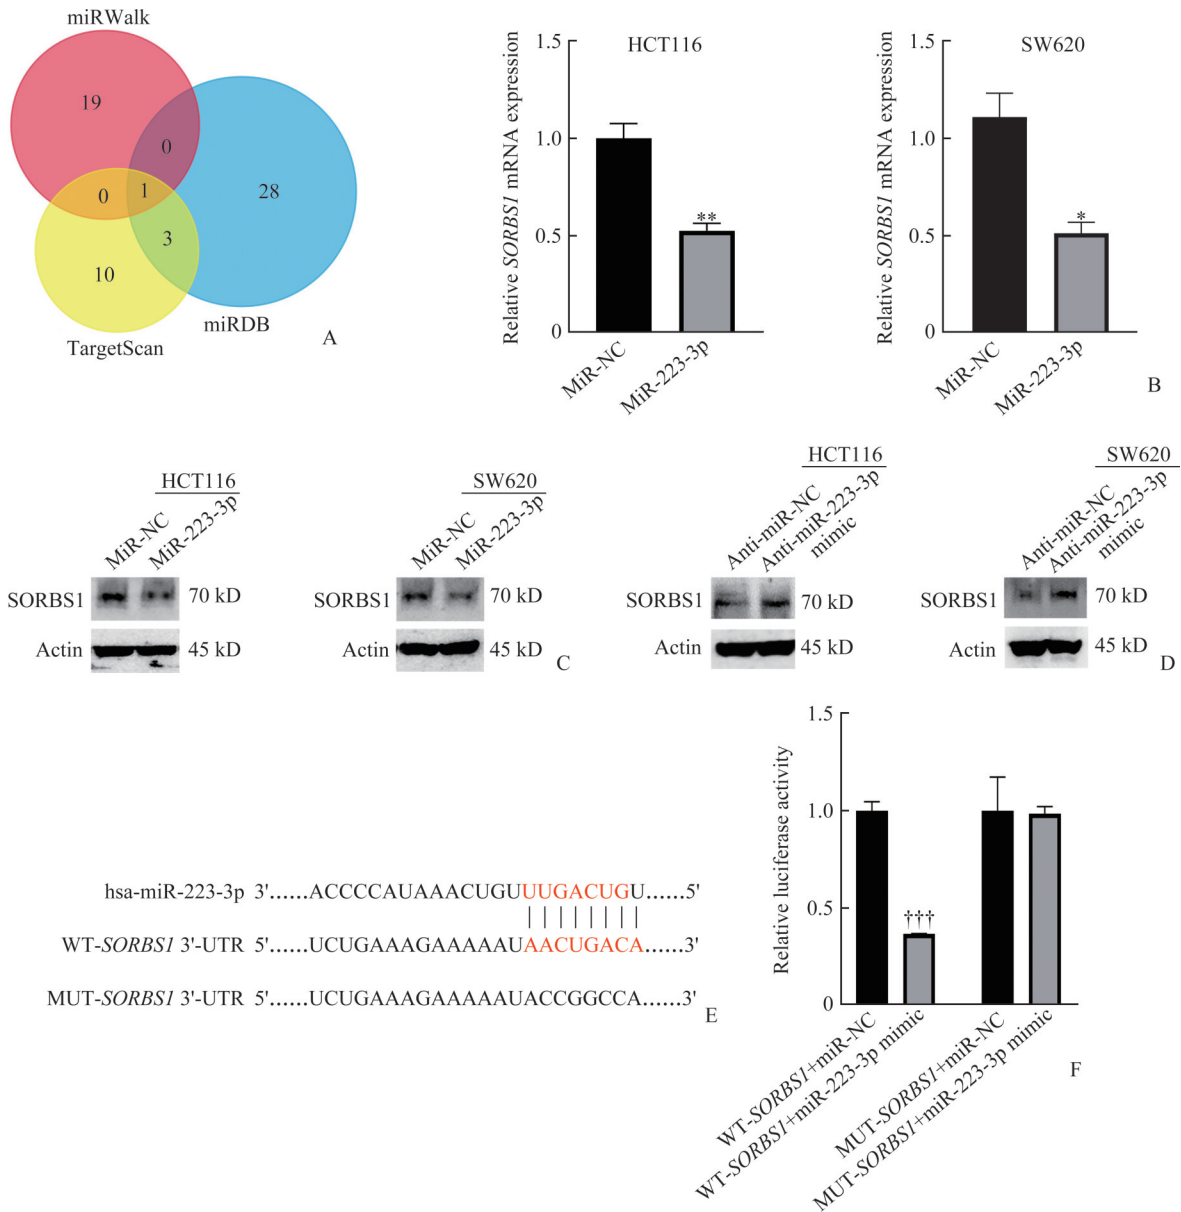 miRWalk
19
0
0
1
28
3
10
miRDB
TargetScan
A
Relative SORBS1 mRNA expression
1.5
1.0
0.5
0
HCT116
**
MiR-NC
MiR-223-3p
Relative SORBS1 mRNA expression
1.5
1.0
0.5
0
SW620
*
MiR-NC
MiR-223-3p
B
HCT116
MiR-NC
MiR-223-3p
SORBS1
70 kD
Actin
45 kD
SW620
MiR-NC
MiR-223-3p
SORBS1
70 kD
Actin
45 kD
C
HCT116
Anti-miR-NC
Anti-miR-223-3p
mimic
SORBS1
70 kD
Actin
45 kD
SW620
Anti-miR-NC
Anti-miR-223-3p
mimic
SORBS1
70 kD
Actin
45 kD
D
hsa-miR-223-3p 3'......ACCCCAUAAACUGUUUGACUGU......5'
WT-SORBS1 3'-UTR 5'......UCUGAAAGAAAAAUAACUGACA......3'
MUT-SORBS1 3'-UTR 5'......UCUGAAAGAAAAAUACCGGCCA......3'
E
Relative luciferase activity
1.5
1.0
0.5
0
†††
WT-SORBS1+miR-NC
WT-SORBS1+miR-223-3p mimic
MUT-SORBS1+miR-NC
MUT-SORBS1+miR-223-3p mimic
F